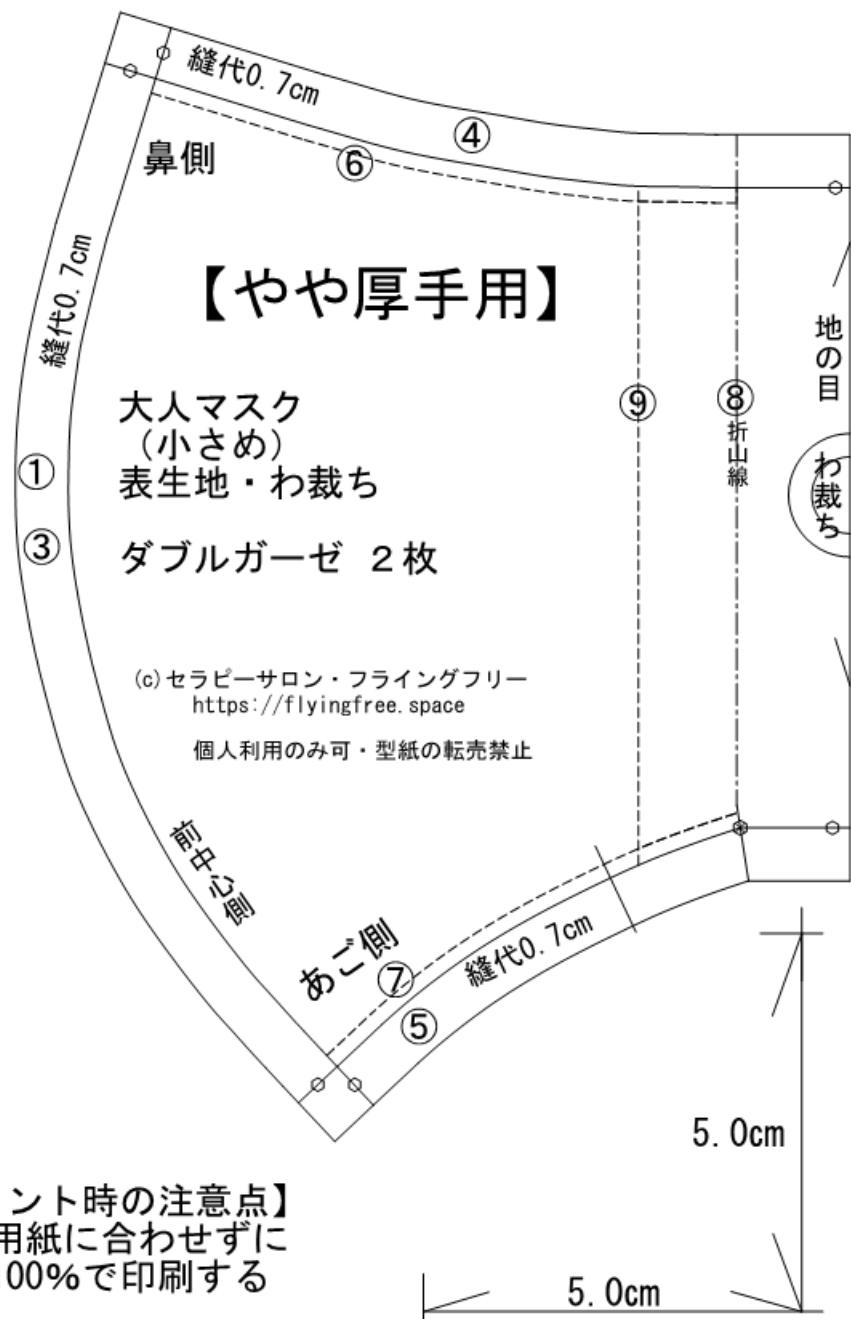 縫代0.7cm
④
⑥
鼻側
縫代0.7cm
【やや厚手用】
地の目
大人マスク
(小さめ)
表生地・わ裁ち
⑨
⑧
折山線
わ裁ち
①
③
ダブルガーゼ 2枚
(c)セラピーサロン・フライングフリー
https://flyingfree.space
個人利用のみ可・型紙の転売禁止
前中心側
あご側
⑦
縫代0.7cm
⑤
5.0cm
ント時の注意点】
用紙に合わせずに
00%で印刷する
5.0cm